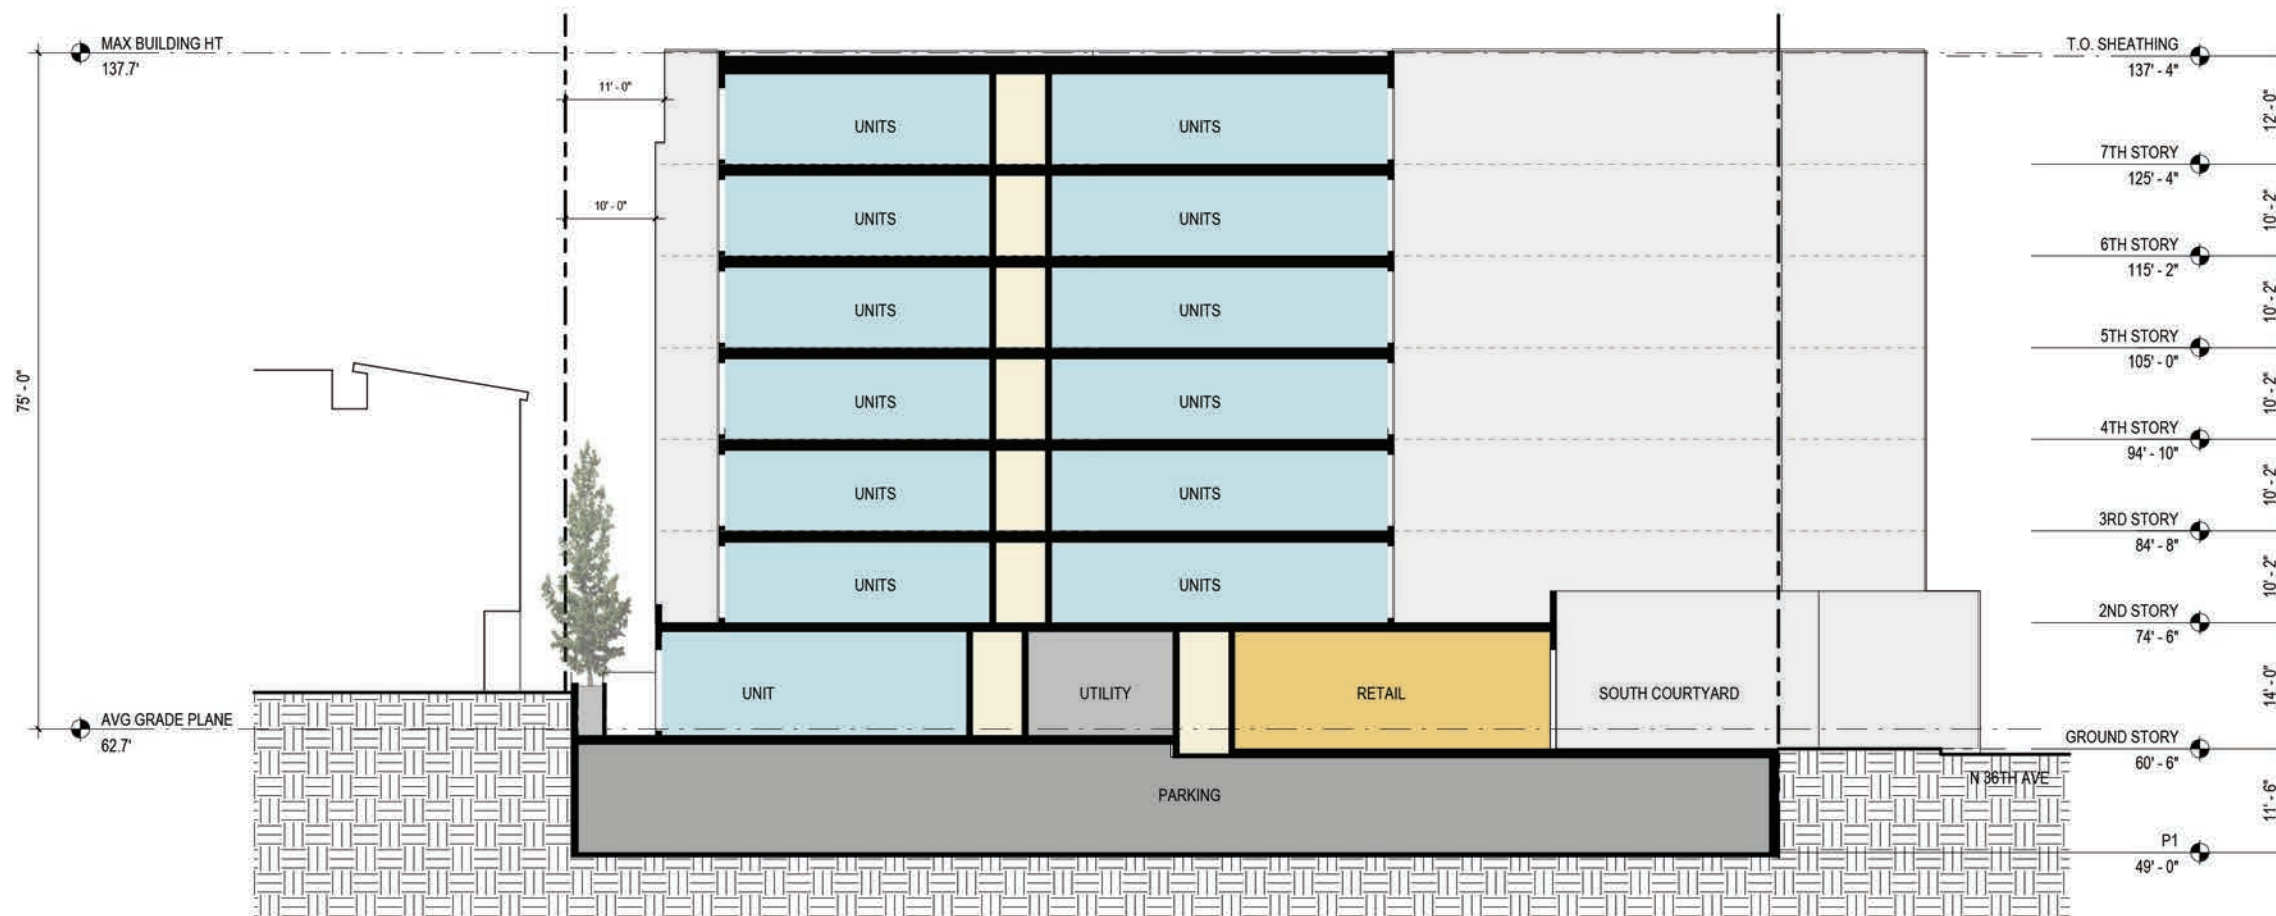 MAX BUILDING HT
137.7'
T.O. SHEATHING
137' - 4"
11' - 0"
12' - 0"
UNITS
UNITS
7TH STORY
125' - 4"
10' - 0"
UNITS
UNITS
10' - 2"
6TH STORY
115' - 2"
UNITS
UNITS
10' - 2"
5TH STORY
105' - 0"
75' - 0"
UNITS
UNITS
10' - 2"
4TH STORY
94' - 10"
UNITS
UNITS
10' - 2"
3RD STORY
84' - 8"
UNITS
UNITS
10' - 2"
2ND STORY
74' - 6"
UNIT
UTILITY
RETAIL
SOUTH COURTYARD
14' - 0"
AVG GRADE PLANE
62.7'
GROUND STORY
60' - 6"
N 36TH AVE
PARKING
11' - 6"
P1
49' - 0"